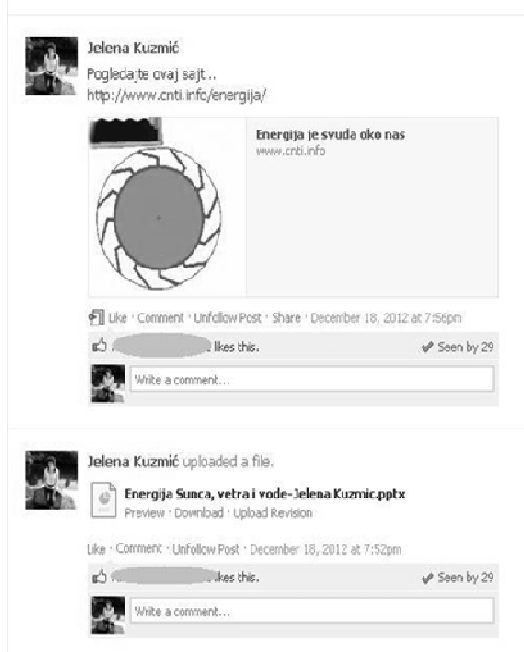 Jelena Kuzmić
Pogledajte ovaj sajt...
http://www.cnti.info/energija/
Energija je svuda oko nas
www.cnti.info
Like · Comment · Unfollow Post · Share · December 18, 2012 at 7:56pm
likes this.
Seen by 29
Write a comment...
Jelena Kuzmić uploaded a file.
Energija Sunca, vetra i vode-Jelena Kuzmic.pptx
Preview · Download · Upload Revision
Like · Comment · Unfollow Post · December 18, 2012 at 7:52pm
likes this.
Seen by 29
Write a comment...